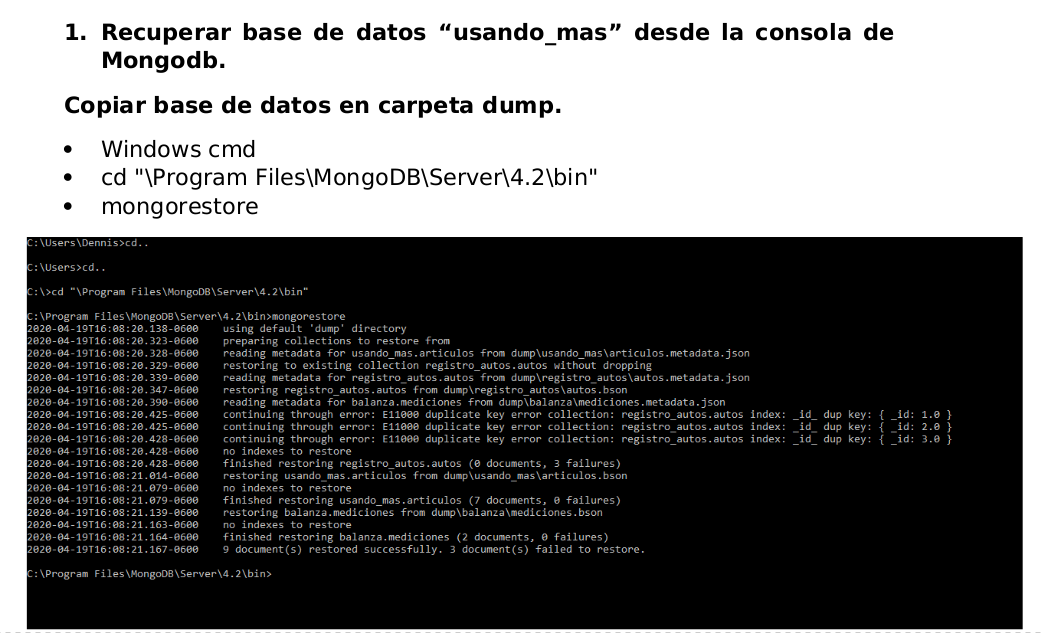 1. Recuperar base de datos “usando_mas” desde la consola de
Mongodb.
Copiar base de datos en carpeta dump.
• Windows cmd
• cd "\Program Files\MongoDB\Server\4.2\bin"
• mongorestore
C:\Users\Dennis>cd..
C:\Users>cd..
C:\>cd "\Program Files\MongoDB\Server\4.2\bin"
C:\Program Files\MongoDB\Server\4.2\bin>mongorestore
2020-04-19T16:08:20.138-0600    using default 'dump' directory
2020-04-19T16:08:20.323-0600    preparing collections to restore from
2020-04-19T16:08:20.328-0600    reading metadata for usando_mas.articulos from dump\usando_mas\articulos.metadata.json
2020-04-19T16:08:20.329-0600    restoring to existing collection registro_autos.autos without dropping
2020-04-19T16:08:20.339-0600    reading metadata for registro_autos.autos from dump\registro_autos\autos.metadata.json
2020-04-19T16:08:20.347-0600    restoring registro_autos.autos from dump\registro_autos\autos.bson
2020-04-19T16:08:20.390-0600    reading metadata for balanza.mediciones from dump\balanza\mediciones.metadata.json
2020-04-19T16:08:20.425-0600    continuing through error: E11000 duplicate key error collection: registro_autos.autos index: _id_ dup key: { _id: 1.0 }
2020-04-19T16:08:20.425-0600    continuing through error: E11000 duplicate key error collection: registro_autos.autos index: _id_ dup key: { _id: 2.0 }
2020-04-19T16:08:20.428-0600    continuing through error: E11000 duplicate key error collection: registro_autos.autos index: _id_ dup key: { _id: 3.0 }
2020-04-19T16:08:20.428-0600    no indexes to restore
2020-04-19T16:08:20.428-0600    finished restoring registro_autos.autos (0 documents, 3 failures)
2020-04-19T16:08:21.014-0600    restoring usando_mas.articulos from dump\usando_mas\articulos.bson
2020-04-19T16:08:21.079-0600    no indexes to restore
2020-04-19T16:08:21.079-0600    finished restoring usando_mas.articulos (7 documents, 0 failures)
2020-04-19T16:08:21.139-0600    restoring balanza.mediciones from dump\balanza\mediciones.bson
2020-04-19T16:08:21.163-0600    no indexes to restore
2020-04-19T16:08:21.164-0600    finished restoring balanza.mediciones (2 documents, 0 failures)
2020-04-19T16:08:21.167-0600    9 document(s) restored successfully. 3 document(s) failed to restore.
C:\Program Files\MongoDB\Server\4.2\bin>